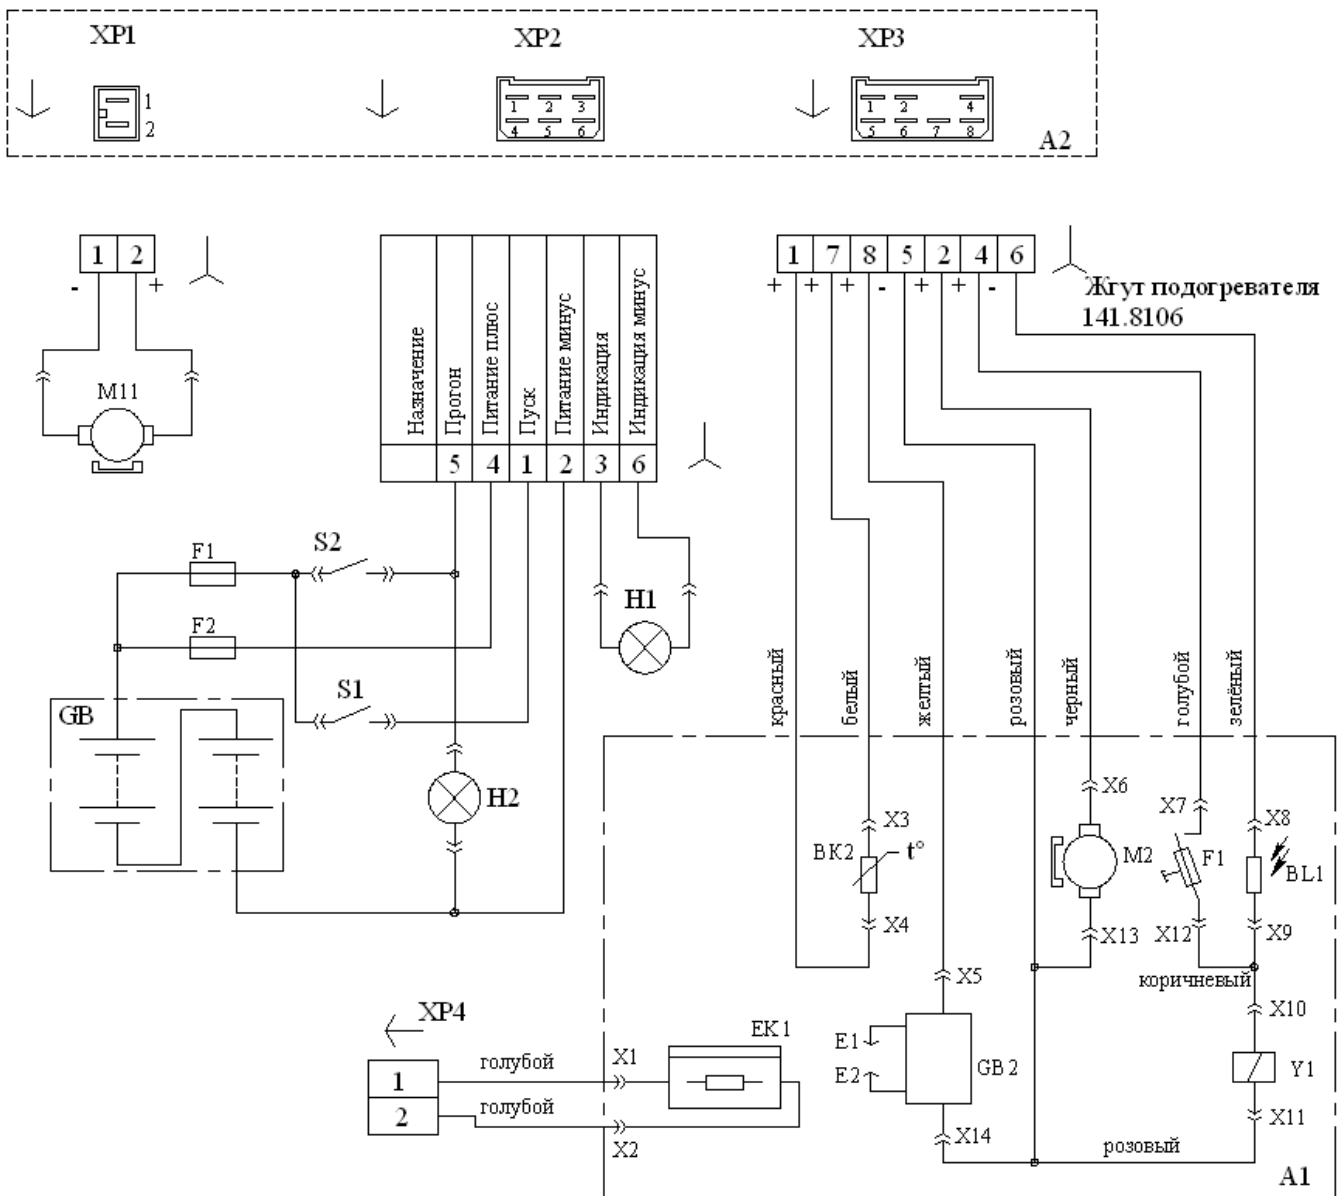 XP1
XP2
XP3
1
2
1 2 3
4 5 6
1 2 4
5 6 7 8
A2
1 2
- +
M11
Назначение
Прогон
Питание плюс
Пуск
Питание минус
Индикация
Индикация минус
5 4 1 2 3 6
1 7 8 5 2 4 6
+ + + - + + -
Жгут подогревателя
141.8106
F1
S2
F2
S1
H1
GB
H2
красный
белый
желтый
розовый
черный
голубой
зелёный
X6
X7
X8
X3
BK2
t°
M2
F1
BL1
X4
X13
X12
X9
коричневый
X5
X10
XP4
EK1
E1
E2
GB2
Y1
1
голубой
X1
2
голубой
X2
X14
X11
розовый
A1